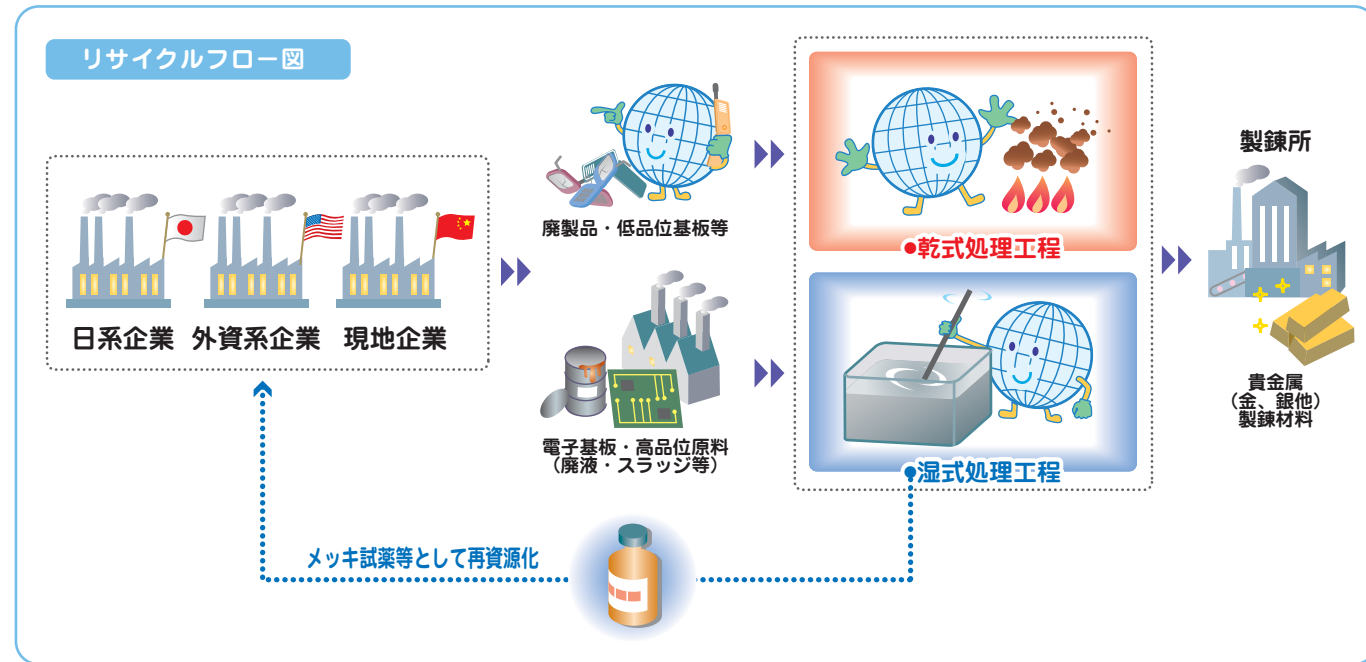 リサイクルフロー図
日系企業
外資系企業
現地企業
廃製品・低品位基板等
電子基板・高品位原料
（廃液・スラッジ等）
●乾式処理工程
●湿式処理工程
製錬所
貴金属
（金、銀他）
製錬材料
メッキ試薬等として再資源化